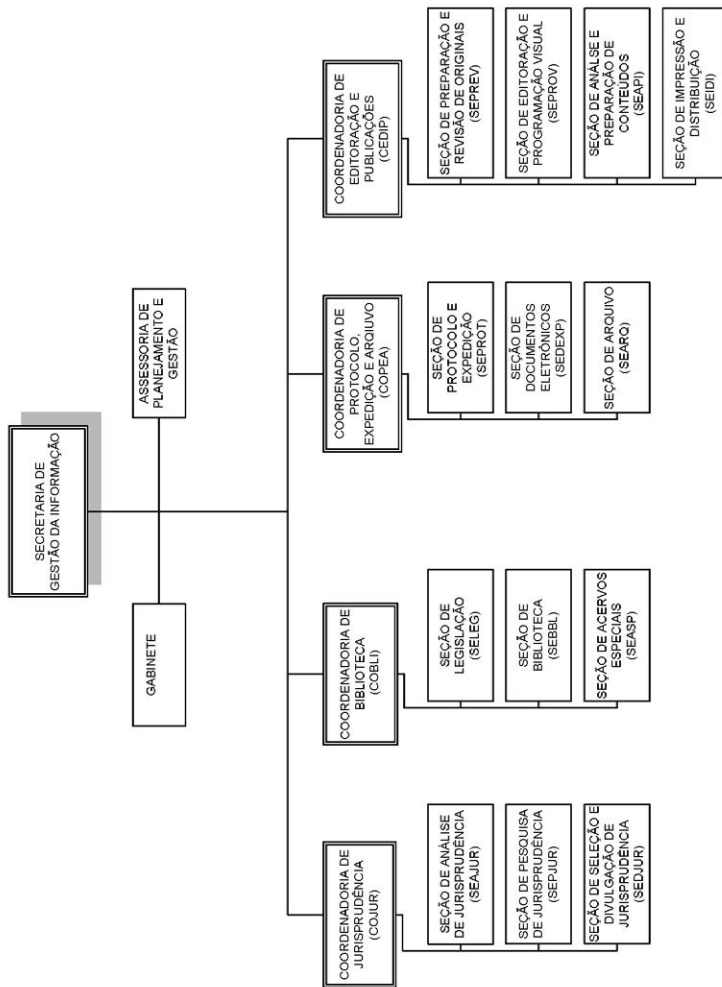 SECRETARIA DE
GESTÃO DA INFORMAÇÃO
GABINETE
ASSESSORIA DE
PLANEJAMENTO E
GESTÃO
COORDENADORIA DE
JURISPRUDÊNCIA
(COJUR)
SEÇÃO DE ANÁLISE
DE JURISPRUDÊNCIA
(SEAJUR)
SEÇÃO DE PESQUISA
DE JURISPRUDÊNCIA
(SEPJUR)
SEÇÃO DE SELEÇÃO E
DIVULGAÇÃO DE
JURISPRUDÊNCIA
(SEDJUR)
COORDENADORIA DE
BIBLIOTECA
(COBLI)
SEÇÃO DE
LEGISLAÇÃO
(SELEG)
SEÇÃO DE
BIBLIOTECA
(SEBBL)
SEÇÃO DE ACERVOS
ESPECIAIS
(SEASP)
COORDENADORIA DE
PROTOCOLO,
EXPEDIÇÃO E ARQIUVO
(COPEA)
SEÇÃO DE
PROTOCOLO E
EXPEDIÇÃO
(SEPROT)
SEÇÃO DE
DOCUMENTOS
ELETRÔNICOS
(SEDEXP)
SEÇÃO DE ARQUIVO
(SEARQ)
COORDENADORIA DE
EDITORAÇÃO E
PUBLICAÇÕES
(CEDIP)
SEÇÃO DE PREPARAÇÃO E
REVISÃO DE ORIGINAIS
(SEPREV)
SEÇÃO DE EDITORAÇÃO E
PROGRAMAÇÃO VISUAL
(SEPROV)
SEÇÃO DE ANÁLSE E
PREPARAÇÃO DE
CONTEÚDOS
(SEAPI)
SEÇÃO DE IMPRESSÃO E
DISTRIBUIÇÃO
(SEIDI)